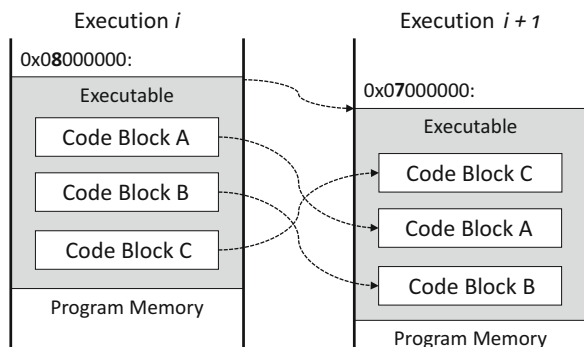 Execution i
0x08000000:
Executable
Code Block A
Code Block B
Code Block C
Program Memory
Execution i + 1
0x07000000:
Executable
Code Block C
Code Block A
Code Block B
Program Memory